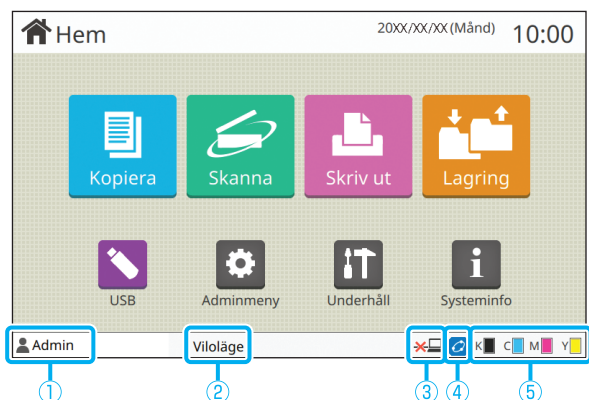 Hem 20XX/XX/XX (Månd) 10:00
Kopiera Skanna Skriv ut Lagring
USB Adminmeny Underhåll Systeminfo
Admin Viloläge K C M Y
① ② ③ ④ ⑤